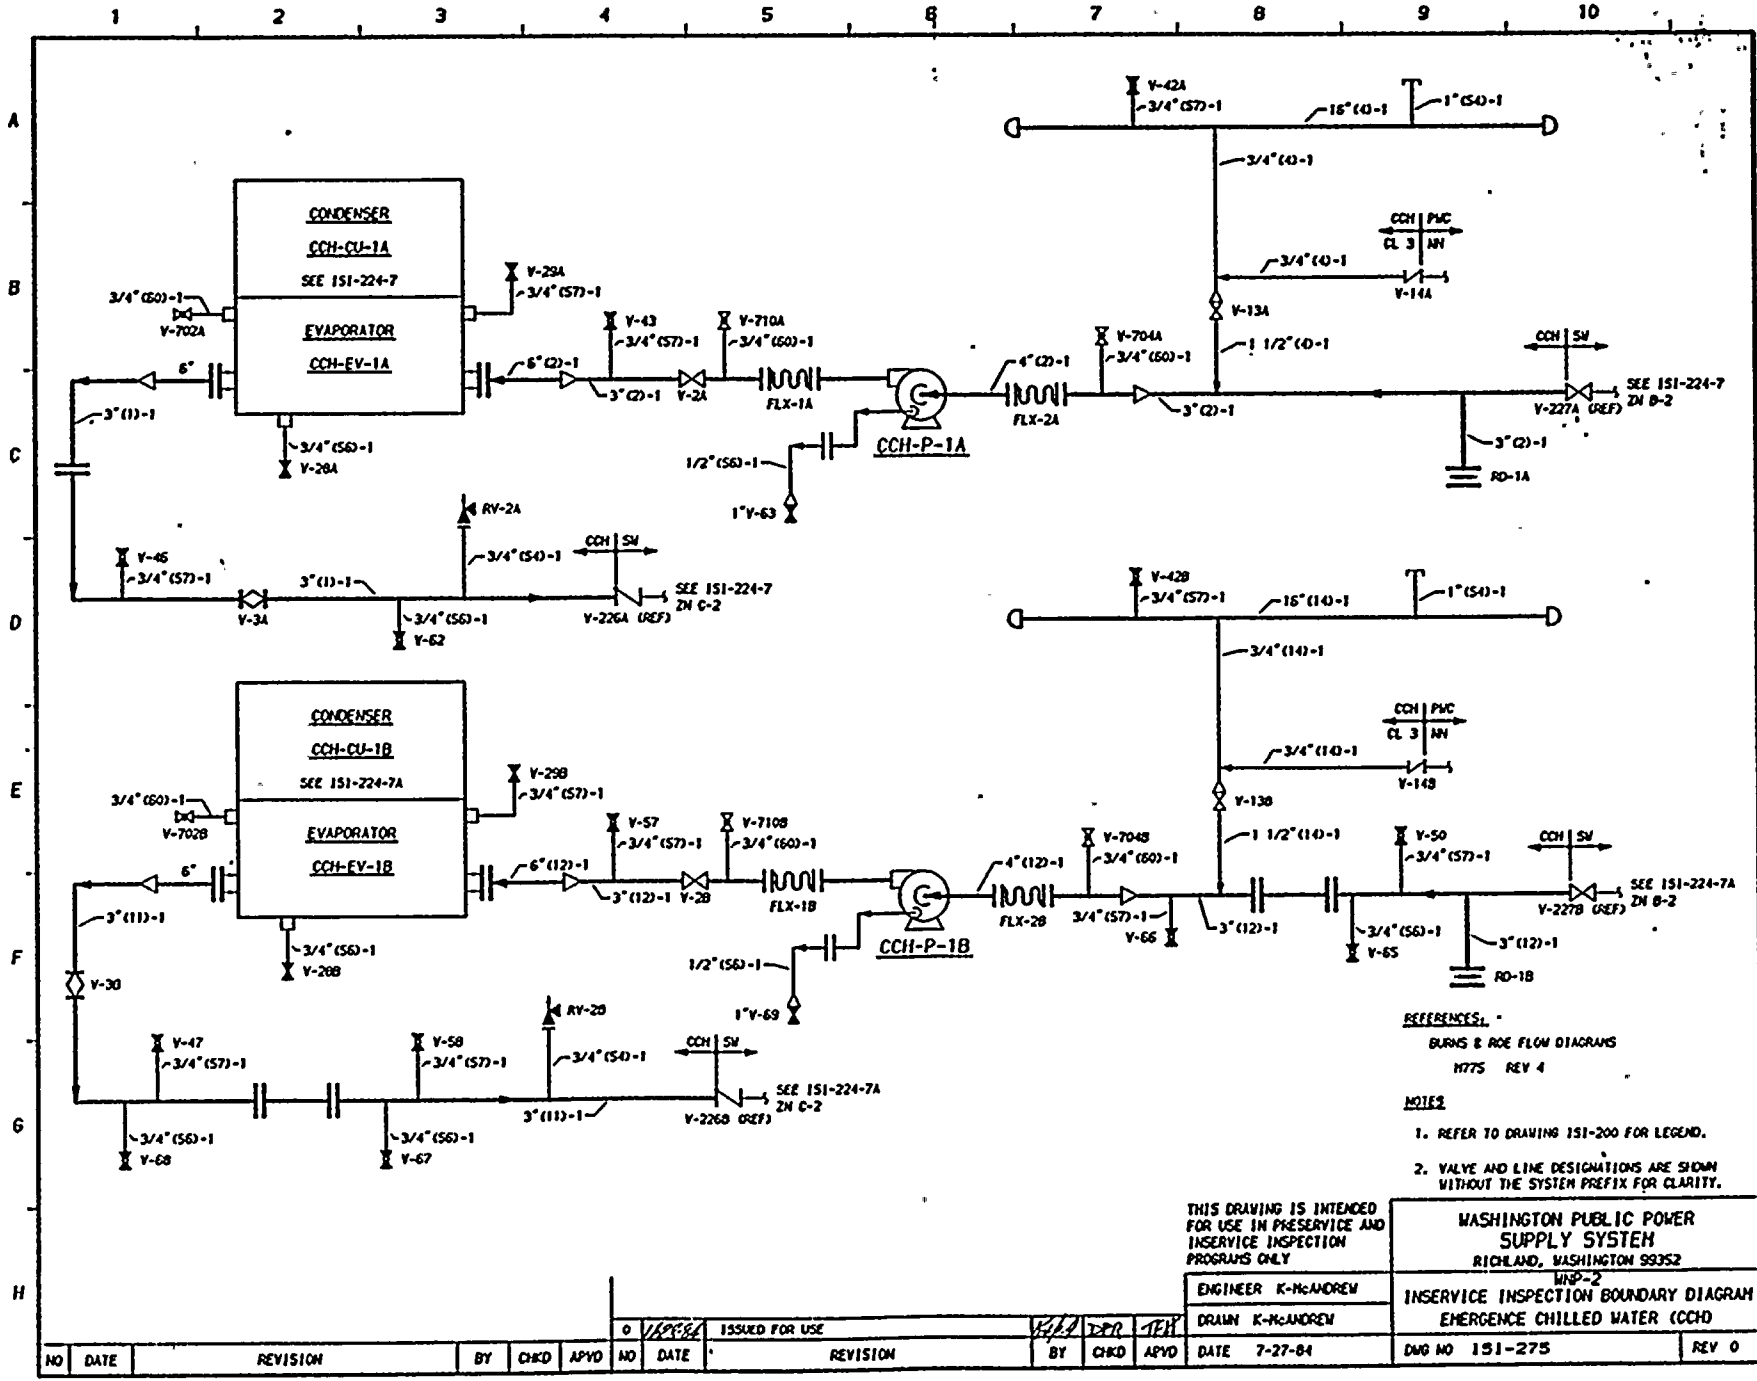 1 2 3 4 5 6 7 8 9 10
A
B
C
D
E
F
G
H
V-42A
3/4"(57)-1
16"(4)-1
1"(54)-1
3/4"(4)-1
CONDENSER
CCH-CU-1A
SEE ISI-224-7
EVAPORATOR
CCH-EV-1A
3/4"(60)-1
V-702A
V-29A
3/4"(57)-1
6"
3"(1)-1
3/4"(56)-1
V-28A
6"(2)-1
V-43
3/4"(57)-1
3"(2)-1
V-2A
V-710A
3/4"(60)-1
FLX-1A
CCH-P-1A
1/2"(56)-1
1"V-63
4"(2)-1
FLX-2A
V-704A
3/4"(60)-1
3"(2)-1
CCH PWC
CL 3 NN
3/4"(4)-1
V-14A
V-13A
1 1/2"(4)-1
CCH SW
V-227A (REF)
SEE ISI-224-7
ZN B-2
3"(2)-1
RD-1A
V-46
3/4"(57)-1
V-3A
3"(1)-1
3/4"(56)-1
V-62
RV-2A
3/4"(54)-1
CCH SW
V-226A (REF)
SEE ISI-224-7
ZN C-2
V-42B
3/4"(57)-1
16"(14)-1
1"(54)-1
3/4"(14)-1
CONDENSER
CCH-CU-1B
SEE ISI-224-7A
EVAPORATOR
CCH-EV-1B
3/4"(60)-1
V-702B
V-29B
3/4"(57)-1
6"
3"(11)-1
3/4"(56)-1
V-28B
6"(12)-1
V-57
3/4"(57)-1
3"(12)-1
V-2B
V-710B
3/4"(60)-1
FLX-1B
CCH-P-1B
1/2"(56)-1
1"V-69
4"(12)-1
FLX-2B
V-704B
3/4"(60)-1
3/4"(57)-1
V-66
3"(12)-1
CCH PWC
CL 3 NN
3/4"(14)-1
V-14B
V-13B
1 1/2"(14)-1
V-50
3/4"(57)-1
3/4"(56)-1
V-65
CCH SW
V-227B (REF)
SEE ISI-224-7A
ZN B-2
3"(12)-1
RD-1B
V-3B
V-47
3/4"(57)-1
3/4"(56)-1
V-68
V-58
3/4"(57)-1
3/4"(56)-1
V-67
RV-2B
3/4"(54)-1
3"(11)-1
CCH SW
V-226B (REF)
SEE ISI-224-7A
ZN C-2
REFERENCES:
BURNS & ROE FLOW DIAGRAMS
M775 REV 4
NOTES
1. REFER TO DRAWING ISI-200 FOR LEGEND.
2. VALVE AND LINE DESIGNATIONS ARE SHOWN
WITHOUT THE SYSTEM PREFIX FOR CLARITY.
THIS DRAWING IS INTENDED
FOR USE IN PRESERVICE AND
INSERVICE INSPECTION
PROGRAMS ONLY
WASHINGTON PUBLIC POWER
SUPPLY SYSTEM
RICHLAND, WASHINGTON 99352
ENGINEER K-McANDREW
DRAWN K-McANDREW
DATE 7-27-84
WNP-2
INSERVICE INSPECTION BOUNDARY DIAGRAM
EMERGENCE CHILLED WATER (CCH)
DWG NO ISI-275
REV 0
0 ISSUED FOR USE DPR TFH
NO DATE REVISION BY CHKD APVD NO DATE REVISION BY CHKD APVD